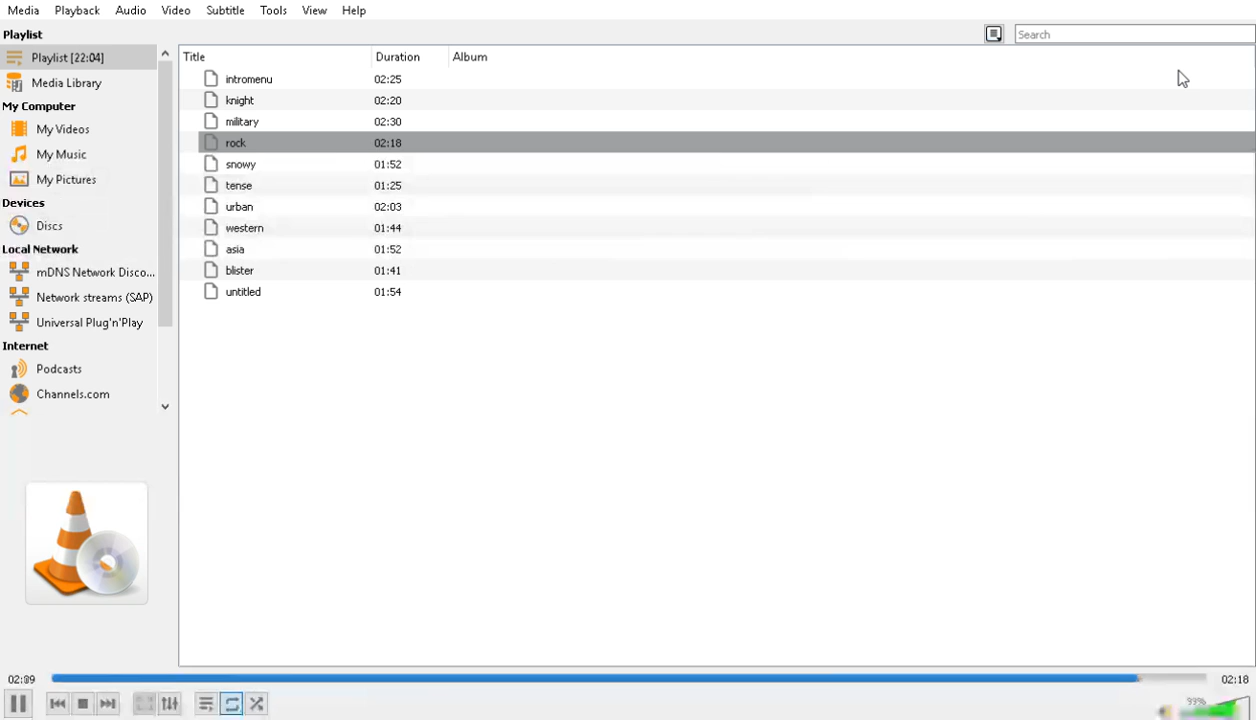 Media Playback Audio Video Subtitle Tools View Help
Playlist
Search
Playlist [22:04]
Media Library
My Computer
My Videos
My Music
My Pictures
Devices
Discs
Local Network
mDNS Network Disco...
Network streams (SAP)
Universal Plug'n'Play
Internet
Podcasts
Channels.com
Title Duration Album
intromenu 02:25
knight 02:20
military 02:30
rock 02:18
snowy 01:52
tense 01:25
urban 02:03
western 01:44
asia 01:52
blister 01:41
untitled 01:54
02:18
99%